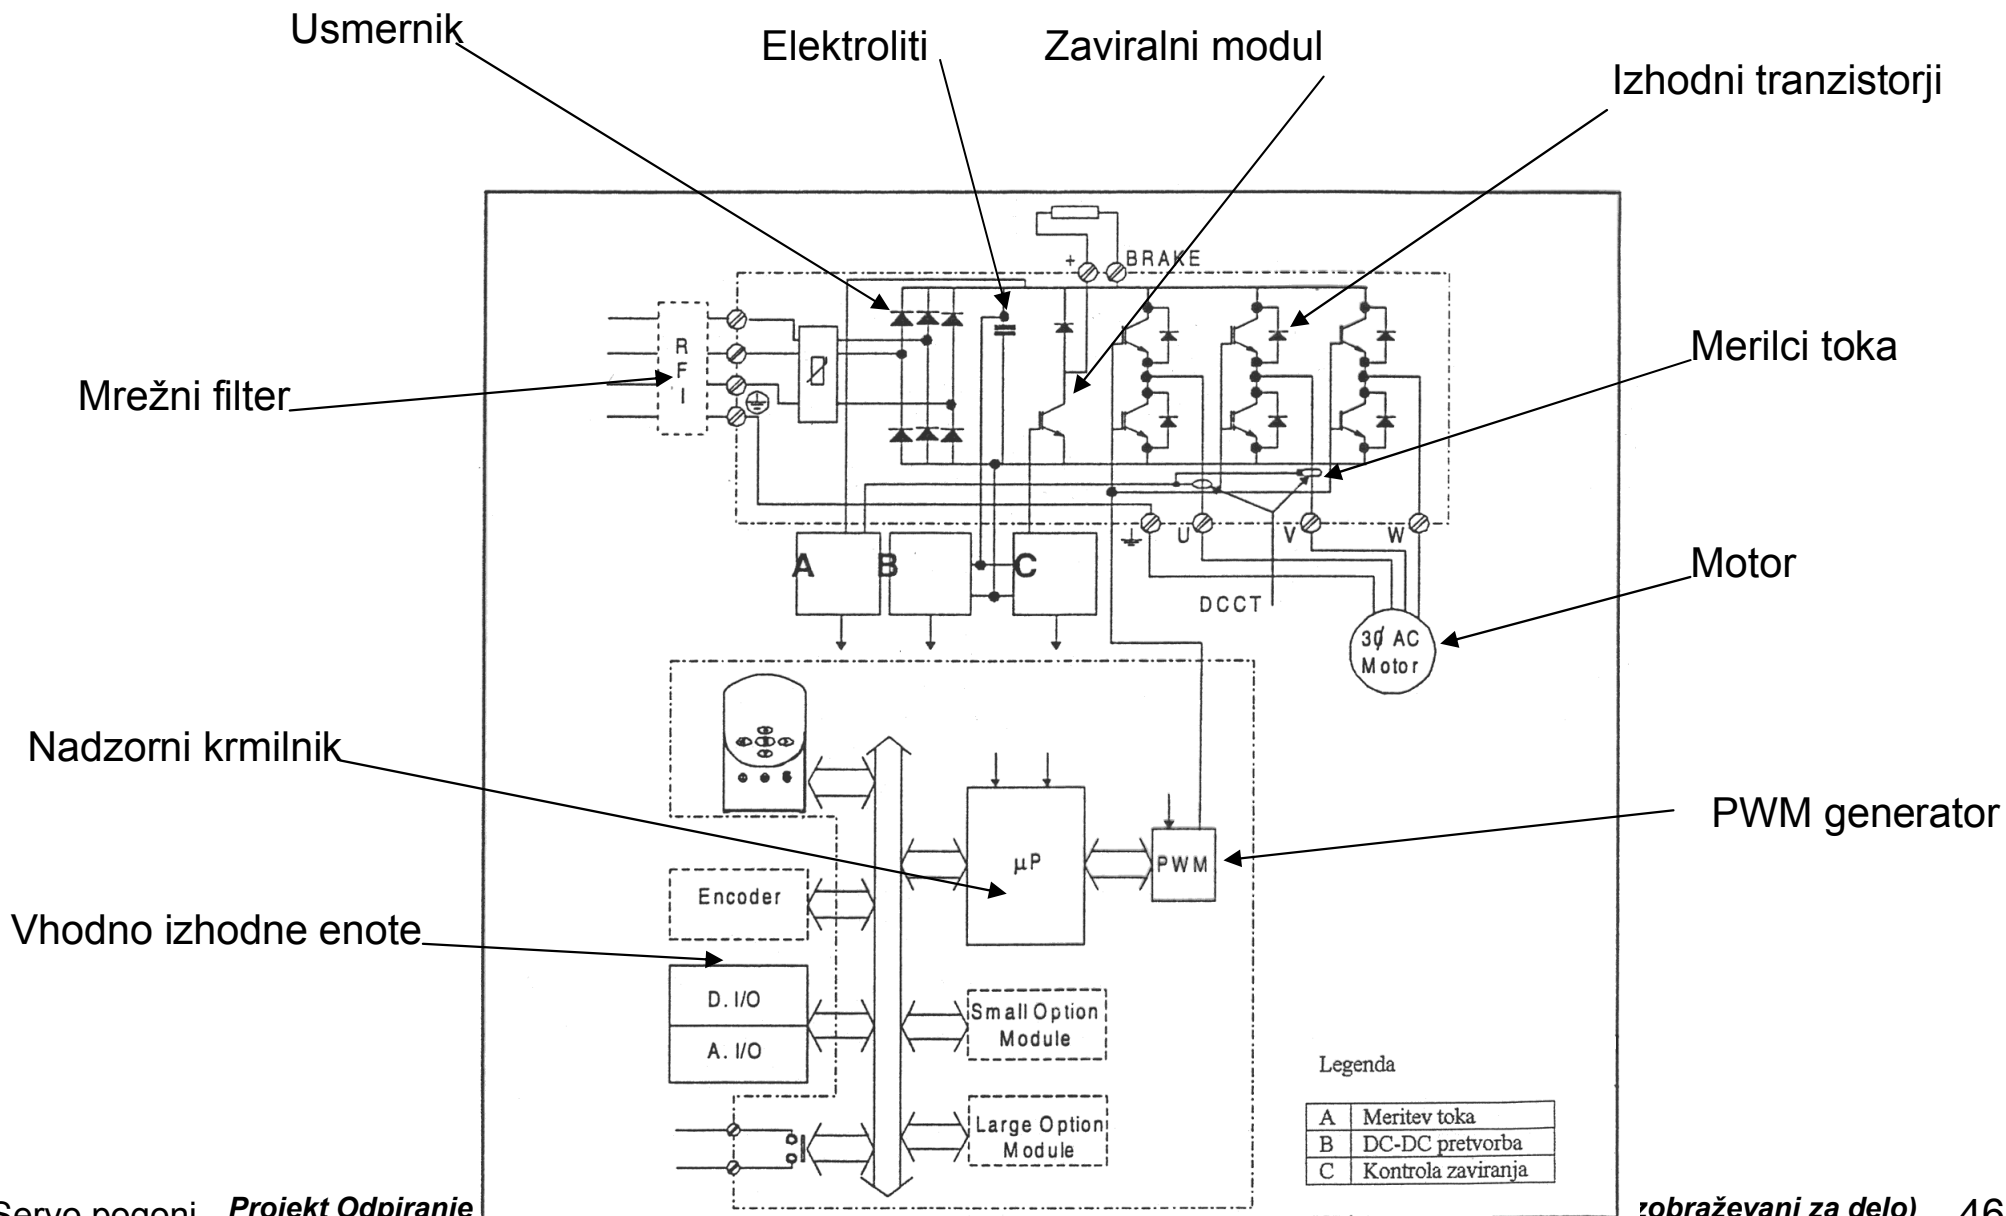 Usmernik
Elektroliti
Zaviralni modul
Izhodni tranzistorji
+
BRAKE
R
F
I
Mrežni filter
Merilci toka
A
B
C
U
V
W
DCCT
Motor
3ϕ AC
Motor
Nadzorni krmilnik
PWM generator
μP
PWM
Encoder
Vhodno izhodne enote
D. I/O
A. I/O
Small Option
Module
Large Option
Module
Legenda
A Meritev toka
B DC-DC pretvorba
C Kontrola zaviranja
Servo pogoni
Projekt Odpiranje
zobraževani za delo)
46